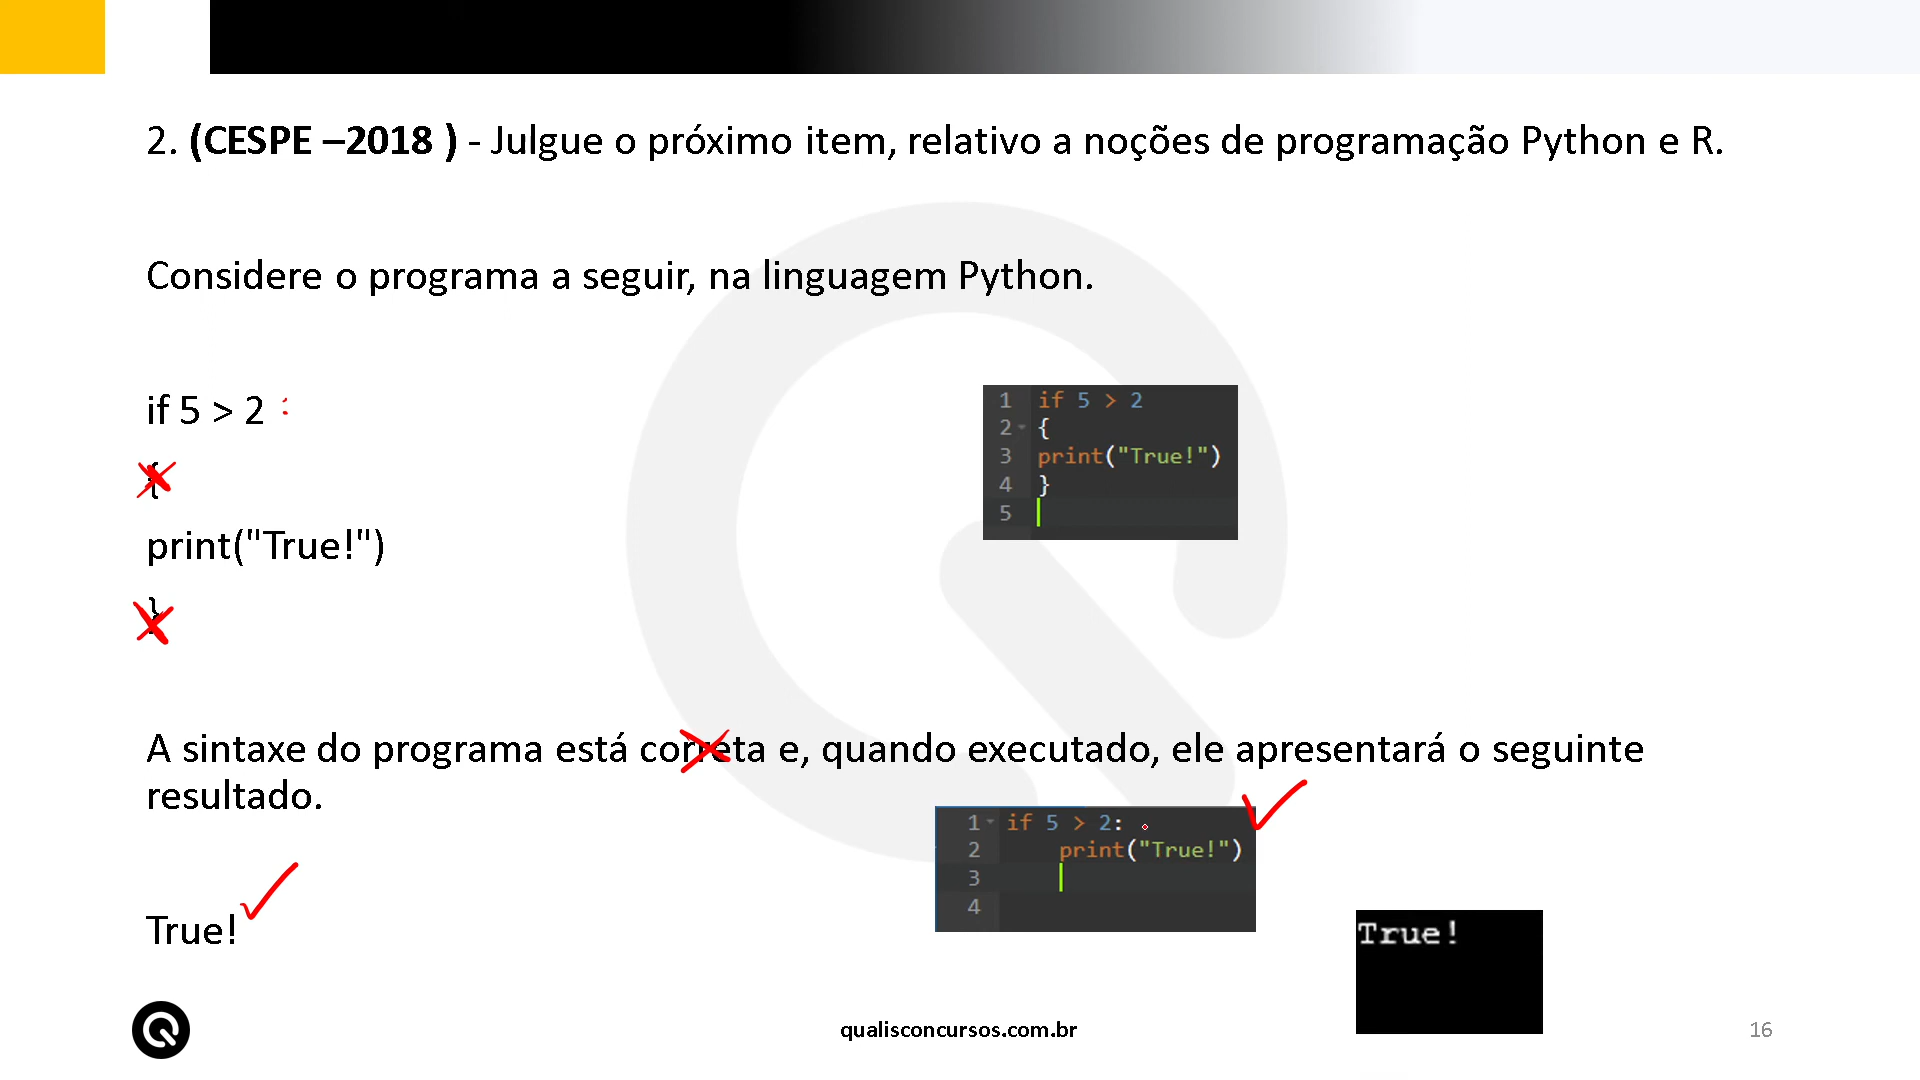 2. (CESPE –2018 ) - Julgue o próximo item, relativo a noções de programação Python e R.
Considere o programa a seguir, na linguagem Python.
if 5 > 2 :
{
print("True!")
}
1 if 5 > 2
2 {
3 print("True!")
4 }
5
A sintaxe do programa está correta e, quando executado, ele apresentará o seguinte
resultado.
1 if 5 > 2:
2 print("True!")
3
4
True!
True!
qualisconcursos.com.br
16